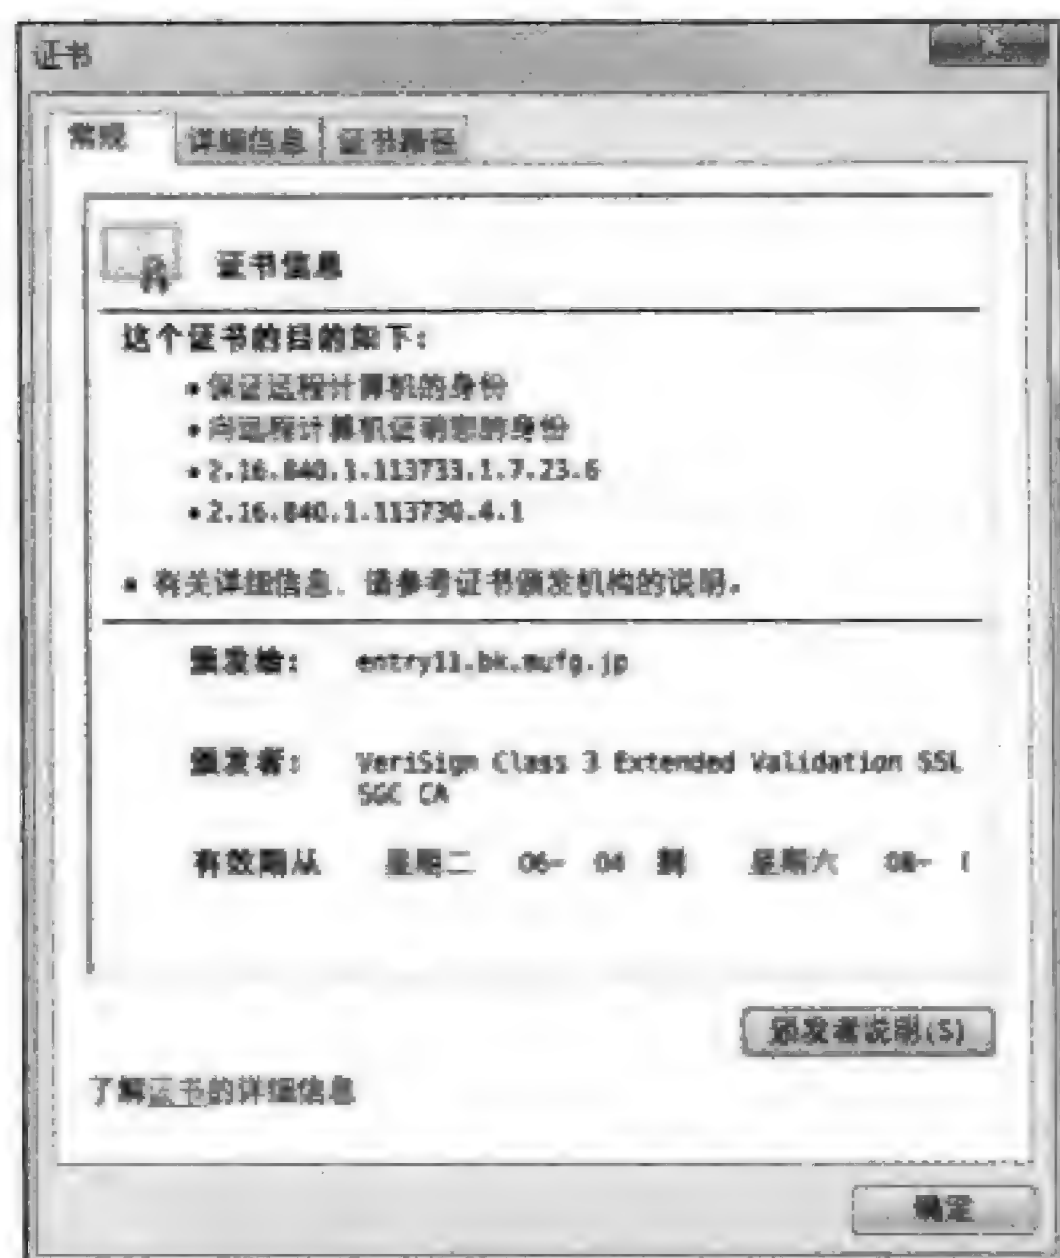 证书
常规 详细信息 证书路径
证书信息
这个证书的目的如下：
• 保证远程计算机的身份
• 向远程计算机证明您的身份
• 2.16.840.1.113733.1.7.23.6
• 2.16.840.1.113730.4.1
• 有关详细信息，请参考证书颁发机构的说明。
颁发给： entry11.bk.mufg.jp
颁发者： VeriSign Class 3 Extended Validation SSL
SGC CA
有效期从 星期二 06- 04 到 星期六 08-
颁发者说明(S)
了解证书的详细信息
确定